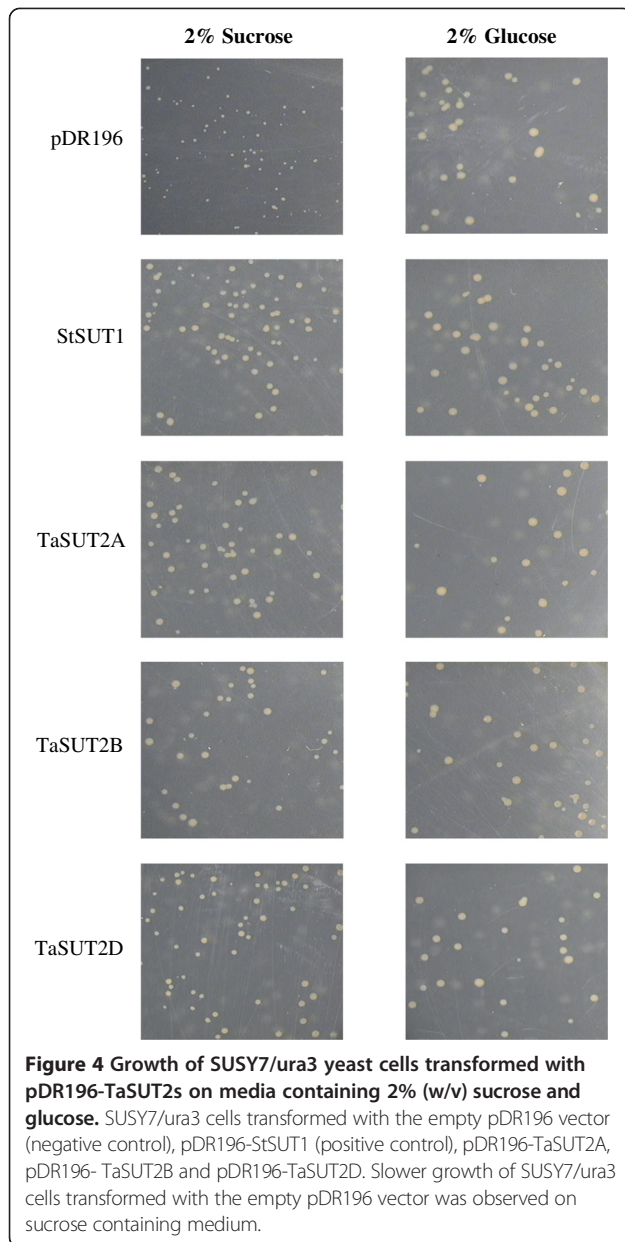 2% Sucrose 2% Glucose
pDR196
StSUT1
TaSUT2A
TaSUT2B
TaSUT2D
Figure 4 Growth of SUSY7/ura3 yeast cells transformed with
pDR196-TaSUT2s on media containing 2% (w/v) sucrose and
glucose. SUSY7/ura3 cells transformed with the empty pDR196 vector
(negative control), pDR196-StSUT1 (positive control), pDR196-TaSUT2A,
pDR196- TaSUT2B and pDR196-TaSUT2D. Slower growth of SUSY7/ura3
cells transformed with the empty pDR196 vector was observed on
sucrose containing medium.